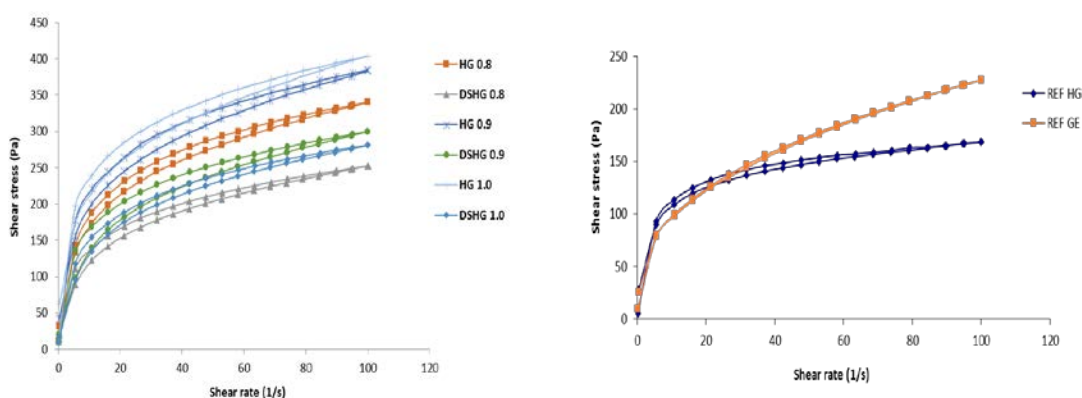 450
400
350
300
250
200
150
100
50
0
0 20 40 60 80 100 120
Shear stress (Pa)
Shear rate (1/s)
HG 0.8
DSHG 0.8
HG 0.9
DSHG 0.9
HG 1.0
DSHG 1.0
250
200
150
100
50
0
0 20 40 60 80 100 120
Shear stress (Pa)
Shear rate (1/s)
REF HG
REF GE